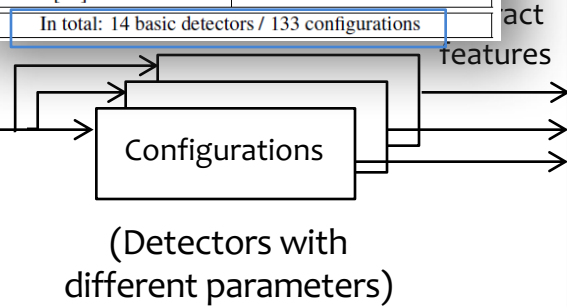 In total: 14 basic detectors / 133 configurations
features
Configurations
(Detectors with
different parameters)